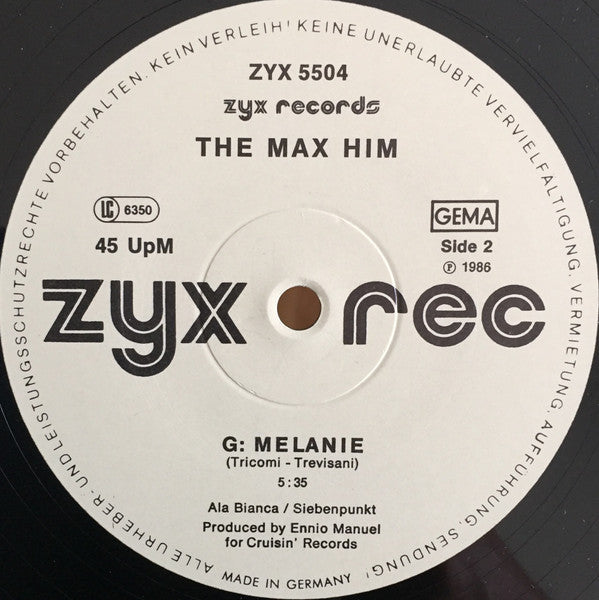 ALLE URHEBER- UND LEISTUNGSSCHUTZRECHTE VORBEHALTEN. KEIN VERLEIH! KEINE UNERLAUBTE VERVIELFÄLTIGUNG, VERMIETUNG, AUFFÜHRUNG, SENDUNG!
ZYX 5504
zyx records
THE MAX HIM
LC 6350
GEMA
45 UpM
Side 2
Ⓟ 1986
zyx rec
G: MELANIE
(Tricomi - Trevisani)
5:35
Ala Bianca / Siebenpunkt
Produced by Ennio Manuel
for Cruisin' Records
MADE IN GERMANY